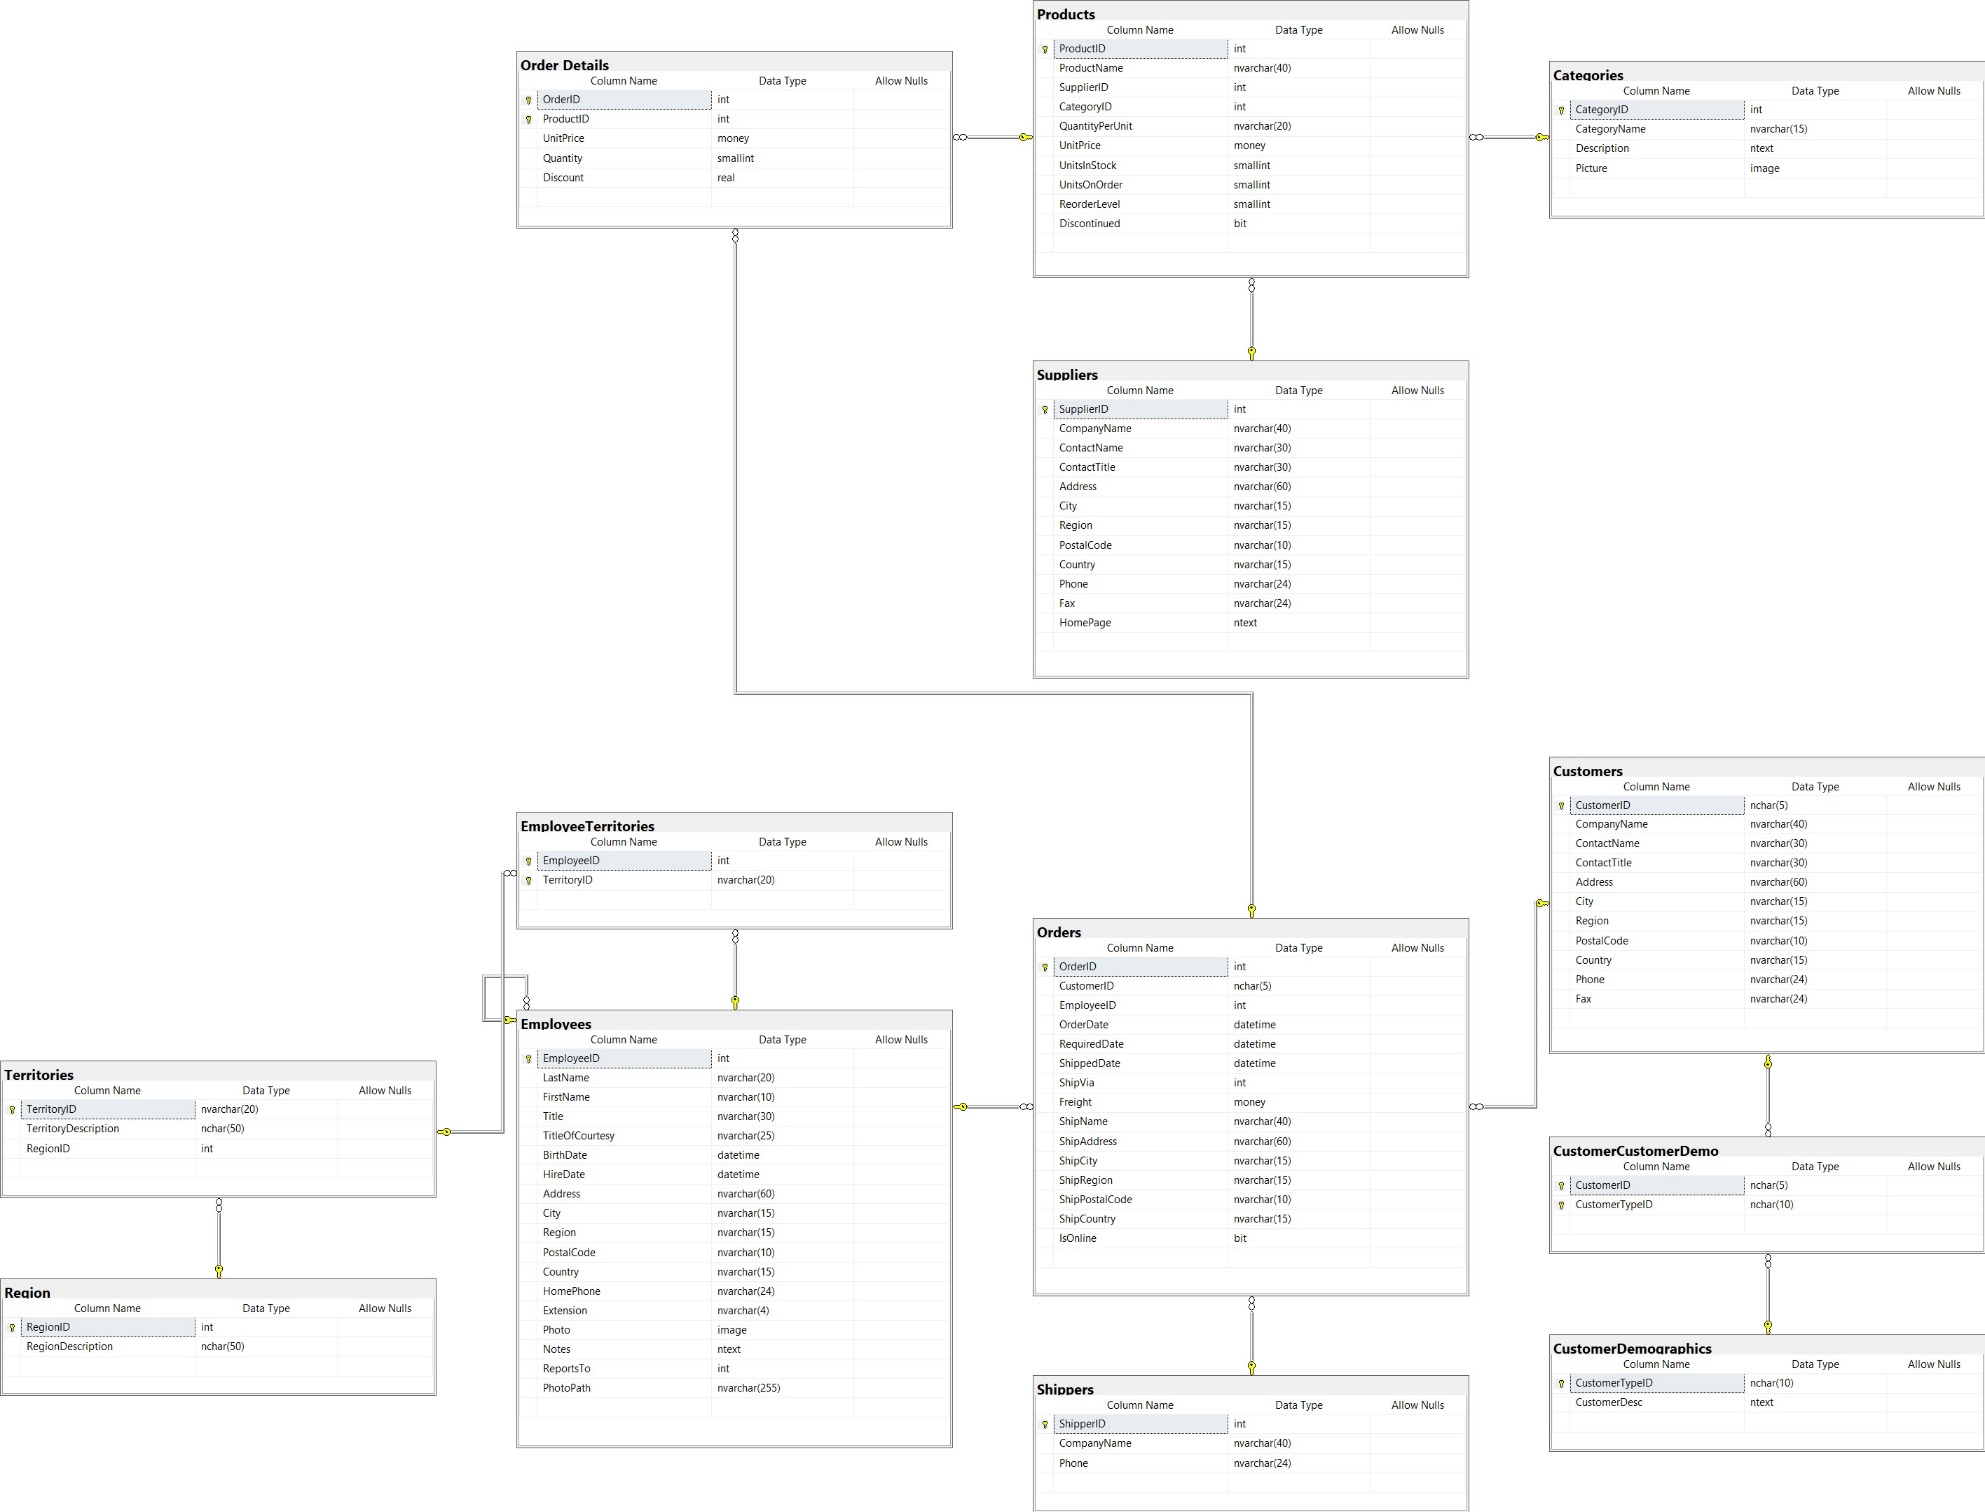 Products
Column Name Data Type Allow Nulls
ProductID int
ProductName nvarchar(40)
SupplierID int
CategoryID int
QuantityPerUnit nvarchar(20)
UnitPrice money
UnitsInStock smallint
UnitsOnOrder smallint
ReorderLevel smallint
Discontinued bit
Order Details
Column Name Data Type Allow Nulls
OrderID int
ProductID int
UnitPrice money
Quantity smallint
Discount real
Categories
Column Name Data Type Allow Nulls
CategoryID int
CategoryName nvarchar(15)
Description ntext
Picture image
Suppliers
Column Name Data Type Allow Nulls
SupplierID int
CompanyName nvarchar(40)
ContactName nvarchar(30)
ContactTitle nvarchar(30)
Address nvarchar(60)
City nvarchar(15)
Region nvarchar(15)
PostalCode nvarchar(10)
Country nvarchar(15)
Phone nvarchar(24)
Fax nvarchar(24)
HomePage ntext
Customers
Column Name Data Type Allow Nulls
CustomerID nchar(5)
CompanyName nvarchar(40)
ContactName nvarchar(30)
ContactTitle nvarchar(30)
Address nvarchar(60)
City nvarchar(15)
Region nvarchar(15)
PostalCode nvarchar(10)
Country nvarchar(15)
Phone nvarchar(24)
Fax nvarchar(24)
EmployeeTerritories
Column Name Data Type Allow Nulls
EmployeeID int
TerritoryID nvarchar(20)
Orders
Column Name Data Type Allow Nulls
OrderID int
CustomerID nchar(5)
EmployeeID int
OrderDate datetime
RequiredDate datetime
ShippedDate datetime
ShipVia int
Freight money
ShipName nvarchar(40)
ShipAddress nvarchar(60)
ShipCity nvarchar(15)
ShipRegion nvarchar(15)
ShipPostalCode nvarchar(10)
ShipCountry nvarchar(15)
IsOnline bit
Employees
Column Name Data Type Allow Nulls
EmployeeID int
LastName nvarchar(20)
FirstName nvarchar(10)
Title nvarchar(30)
TitleOfCourtesy nvarchar(25)
BirthDate datetime
HireDate datetime
Address nvarchar(60)
City nvarchar(15)
Region nvarchar(15)
PostalCode nvarchar(10)
Country nvarchar(15)
HomePhone nvarchar(24)
Extension nvarchar(4)
Photo image
Notes ntext
ReportsTo int
PhotoPath nvarchar(255)
Territories
Column Name Data Type Allow Nulls
TerritoryID nvarchar(20)
TerritoryDescription nchar(50)
RegionID int
CustomerCustomerDemo
Column Name Data Type Allow Nulls
CustomerID nchar(5)
CustomerTypeID nchar(10)
Region
Column Name Data Type Allow Nulls
RegionID int
RegionDescription nchar(50)
CustomerDemographics
Column Name Data Type Allow Nulls
CustomerTypeID nchar(10)
CustomerDesc ntext
Shippers
Column Name Data Type Allow Nulls
ShipperID int
CompanyName nvarchar(40)
Phone nvarchar(24)